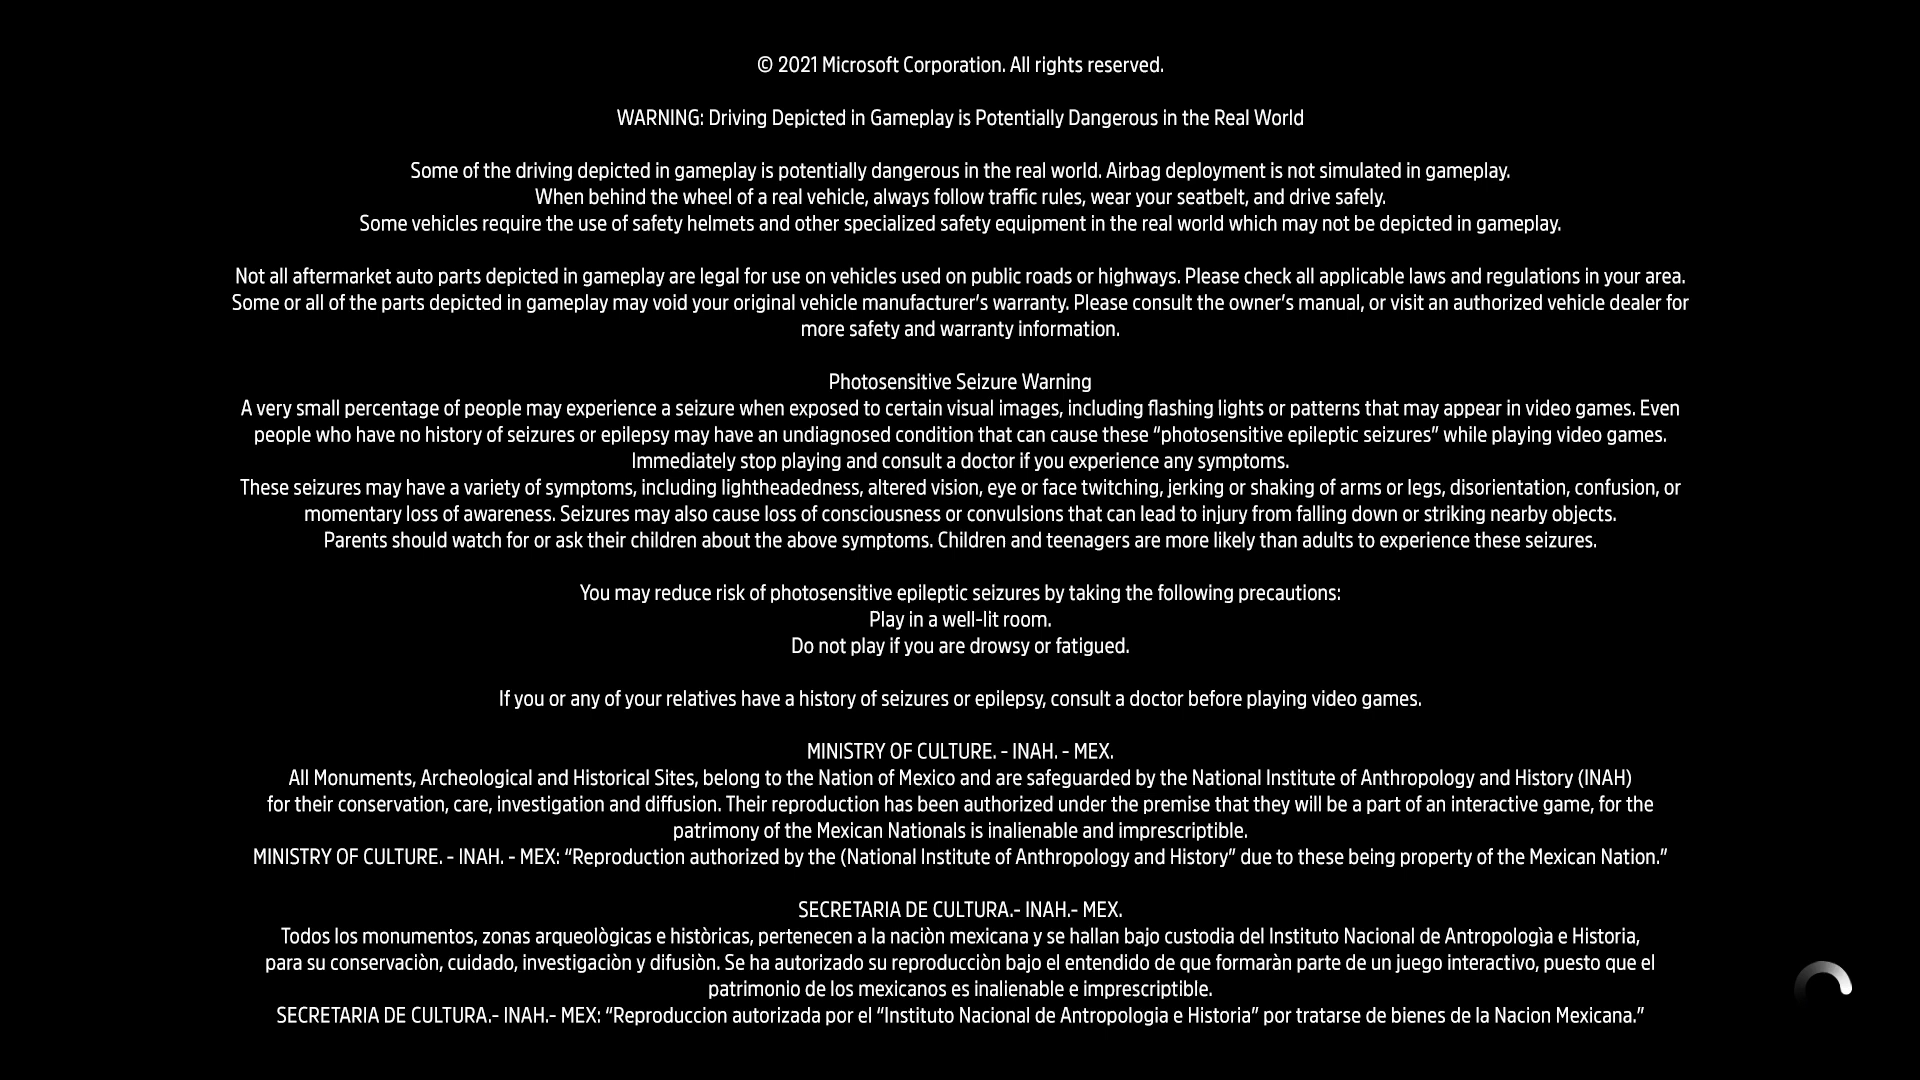 © 2021 Microsoft Corporation. All rights reserved.
WARNING: Driving Depicted in Gameplay is Potentially Dangerous in the Real World
Some of the driving depicted in gameplay is potentially dangerous in the real world. Airbag deployment is not simulated in gameplay.
When behind the wheel of a real vehicle, always follow traffic rules, wear your seatbelt, and drive safely.
Some vehicles require the use of safety helmets and other specialized safety equipment in the real world which may not be depicted in gameplay.
Not all aftermarket auto parts depicted in gameplay are legal for use on vehicles used on public roads or highways. Please check all applicable laws and regulations in your area.
Some or all of the parts depicted in gameplay may void your original vehicle manufacturer’s warranty. Please consult the owner’s manual, or visit an authorized vehicle dealer for
more safety and warranty information.
Photosensitive Seizure Warning
A very small percentage of people may experience a seizure when exposed to certain visual images, including flashing lights or patterns that may appear in video games. Even
people who have no history of seizures or epilepsy may have an undiagnosed condition that can cause these “photosensitive epileptic seizures” while playing video games.
Immediately stop playing and consult a doctor if you experience any symptoms.
These seizures may have a variety of symptoms, including lightheadedness, altered vision, eye or face twitching, jerking or shaking of arms or legs, disorientation, confusion, or
momentary loss of awareness. Seizures may also cause loss of consciousness or convulsions that can lead to injury from falling down or striking nearby objects.
Parents should watch for or ask their children about the above symptoms. Children and teenagers are more likely than adults to experience these seizures.
You may reduce risk of photosensitive epileptic seizures by taking the following precautions:
Play in a well-lit room.
Do not play if you are drowsy or fatigued.
If you or any of your relatives have a history of seizures or epilepsy, consult a doctor before playing video games.
MINISTRY OF CULTURE. - INAH. - MEX.
All Monuments, Archeological and Historical Sites, belong to the Nation of Mexico and are safeguarded by the National Institute of Anthropology and History (INAH)
for their conservation, care, investigation and diffusion. Their reproduction has been authorized under the premise that they will be a part of an interactive game, for the
patrimony of the Mexican Nationals is inalienable and imprescriptible.
MINISTRY OF CULTURE. - INAH. - MEX: “Reproduction authorized by the (National Institute of Anthropology and History” due to these being property of the Mexican Nation.”
SECRETARIA DE CULTURA.- INAH.- MEX.
Todos los monumentos, zonas arqueològicas e històricas, pertenecen a la naciòn mexicana y se hallan bajo custodia del Instituto Nacional de Antropologìa e Historia,
para su conservaciòn, cuidado, investigaciòn y difusiòn. Se ha autorizado su reproducciòn bajo el entendido de que formaràn parte de un juego interactivo, puesto que el
patrimonio de los mexicanos es inalienable e imprescriptible.
SECRETARIA DE CULTURA.- INAH.- MEX: “Reproduccion autorizada por el “Instituto Nacional de Antropologia e Historia” por tratarse de bienes de la Nacion Mexicana.”